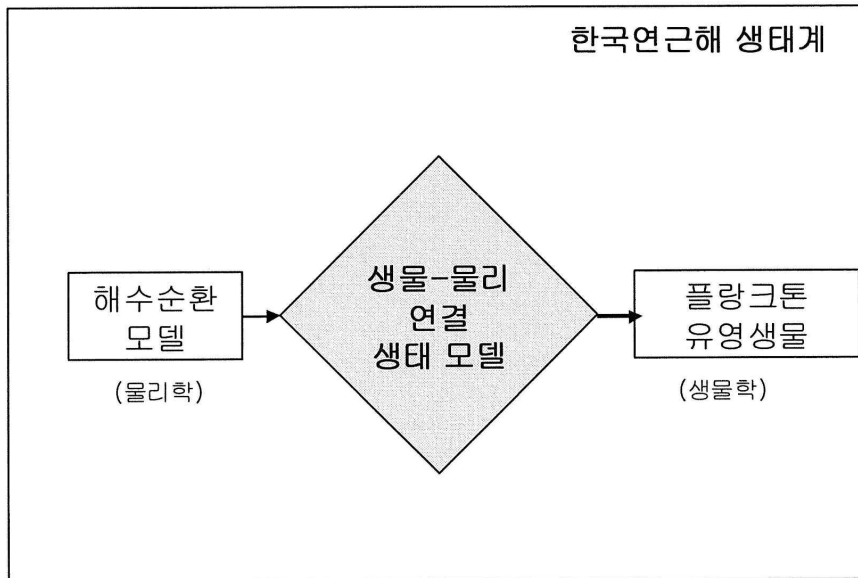 한국연근해 생태계
해수순환
모델
(물리학)
생물-물리
연결
생태 모델
플랑크톤
유영생물
(생물학)